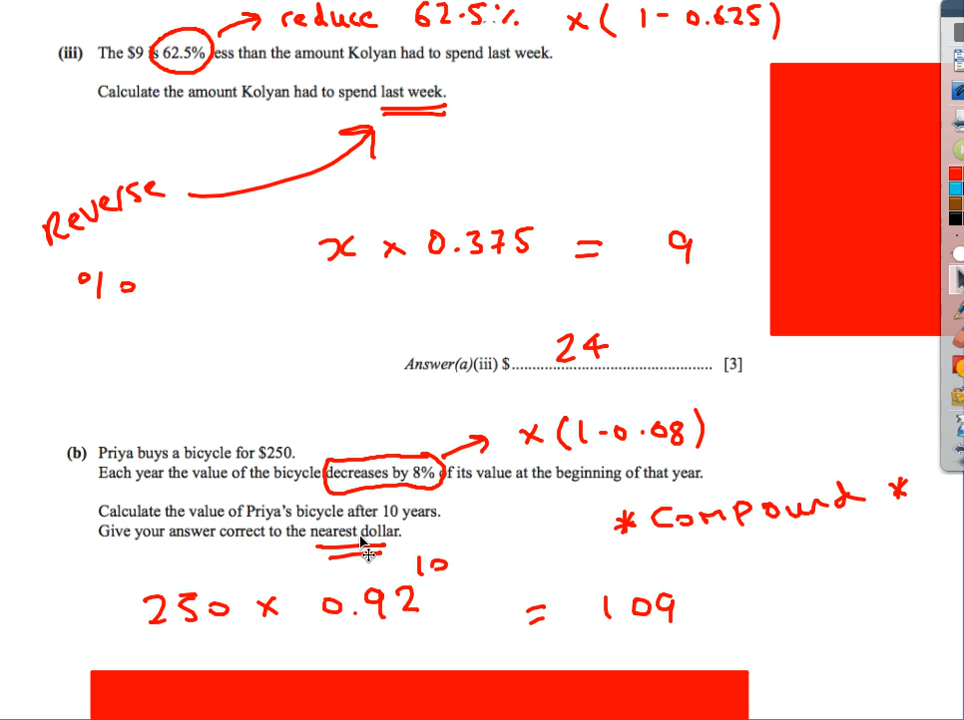 reduce 62.5% x(1-0.625)
(iii) The $9 is 62.5% less than the amount Kolyan had to spend last week.
Calculate the amount Kolyan had to spend last week.
Reverse
%
x × 0.375 = 9
24
Answer(a)(iii) $.................................................. [3]
x(1-0.08)
(b) Priya buys a bicycle for $250.
Each year the value of the bicycle decreases by 8% of its value at the beginning of that year.
Calculate the value of Priya's bicycle after 10 years.
* Compound *
Give your answer correct to the nearest dollar.
250 × 0.92^10 = 109